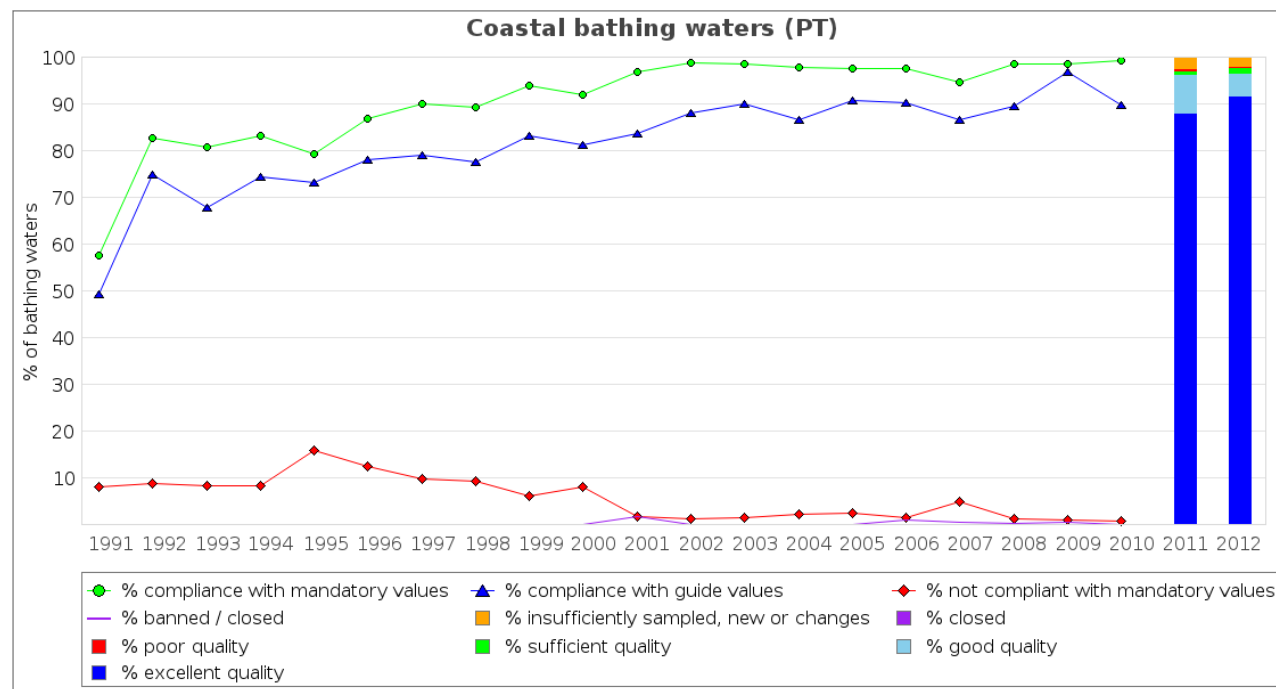 Coastal bathing waters (PT)
% of bathing waters
100
90
80
70
60
50
40
30
20
10
1991 1992 1993 1994 1995 1996 1997 1998 1999 2000 2001 2002 2003 2004 2005 2006 2007 2008 2009 2010 2011 2012
% compliance with mandatory values % compliance with guide values % not compliant with mandatory values
% banned / closed % insufficiently sampled, new or changes % closed
% poor quality % sufficient quality % good quality
% excellent quality